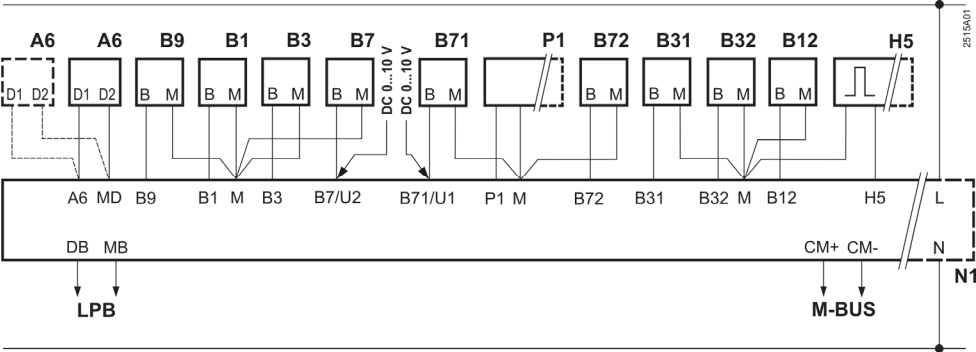 2515A01
A6 A6 B9 B1 B3 B7 DC 0...10 V DC 0...10 V B71 P1 B72 B31 B32 B12 H5
D1 D2 D1 D2 B M B M B M B M B M B M B M B M B M
A6 MD B9 B1 M B3 B7/U2 B71/U1 P1 M B72 B31 B32 M B12 H5 L
DB MB CM+ CM- N
N1
LPB M-BUS